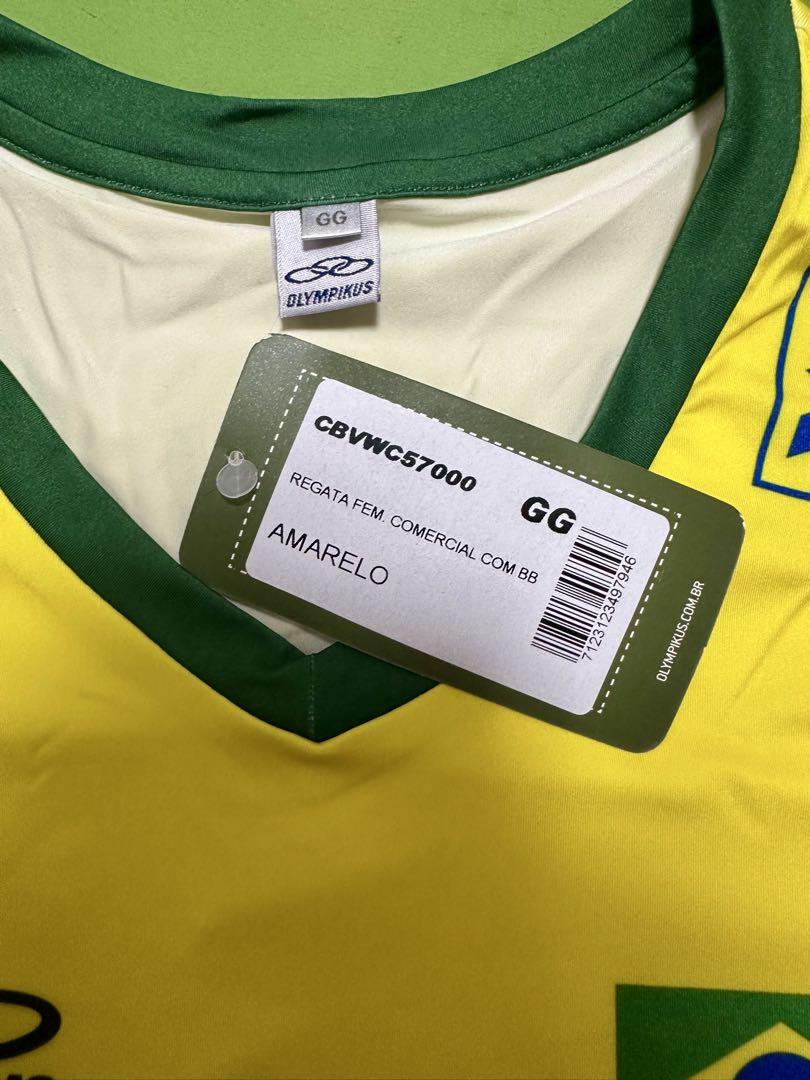 GG
OLYMPIKUS
CBVWC57000
GG
REGATA FEM. COMERCIAL COM BB
AMARELO
7123123497946
OLYMPIKUS.COM.BR